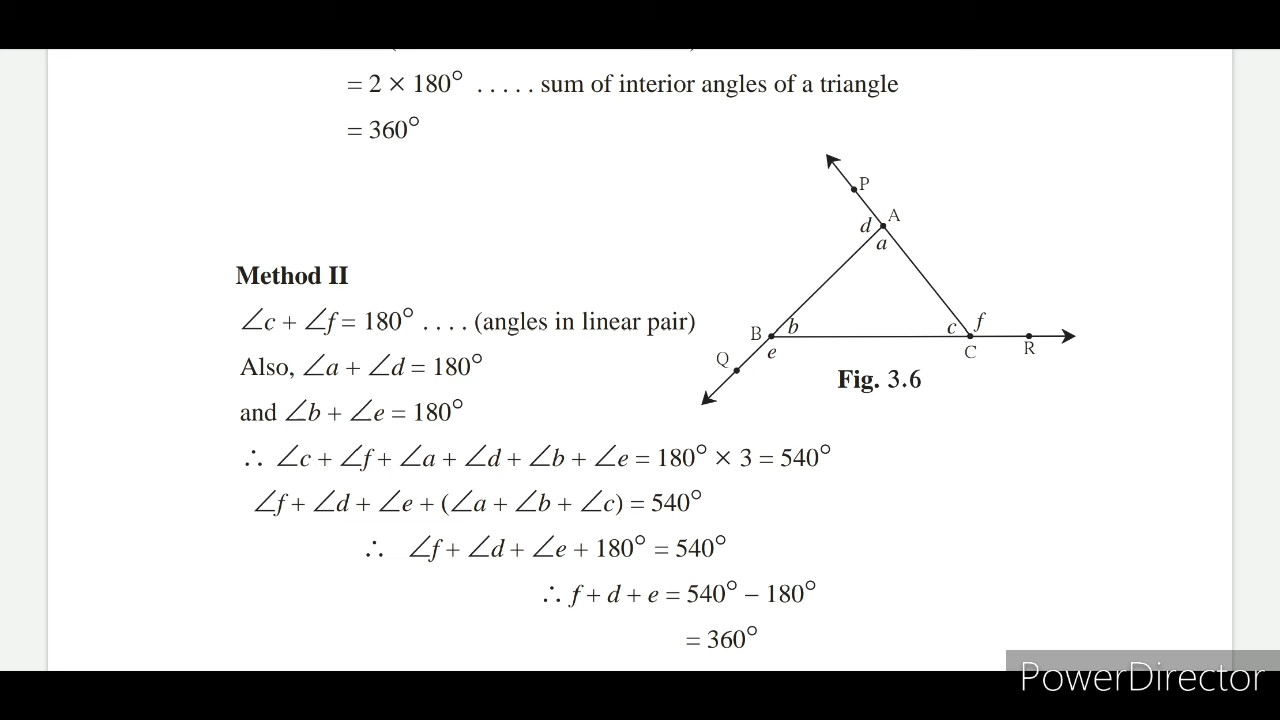 = 2 × 180° ..... sum of interior angles of a triangle
= 360°
P
A
d
a
Method II
∠c + ∠f = 180° .... (angles in linear pair)
B
b
c
f
e
C
R
Q
Also, ∠a + ∠d = 180°
Fig. 3.6
and ∠b + ∠e = 180°
∴ ∠c + ∠f + ∠a + ∠d + ∠b + ∠e = 180° × 3 = 540°
∠f + ∠d + ∠e + (∠a + ∠b + ∠c) = 540°
∴ ∠f + ∠d + ∠e + 180° = 540°
∴ f + d + e = 540° − 180°
= 360°
PowerDirector